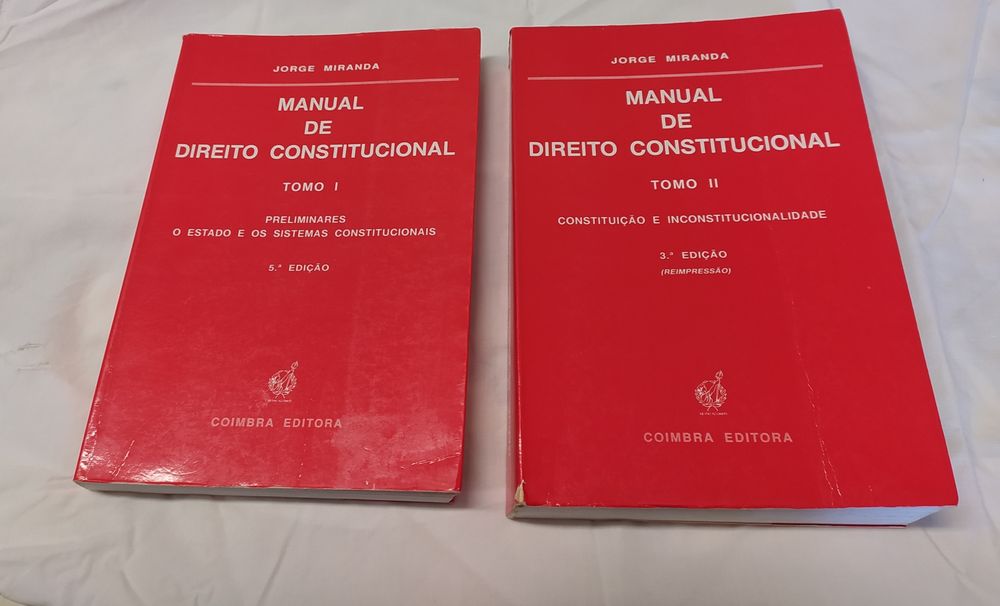 JORGE MIRANDA
MANUAL
DE
DIREITO CONSTITUCIONAL
TOMO I
PRELIMINARES
O ESTADO E OS SISTEMAS CONSTITUCIONAIS
5.ª EDIÇÃO
COIMBRA EDITORA
JORGE MIRANDA
MANUAL
DE
DIREITO CONSTITUCIONAL
TOMO II
CONSTITUIÇÃO E INCONSTITUCIONALIDADE
3.ª EDIÇÃO
(REIMPRESSÃO)
COIMBRA EDITORA